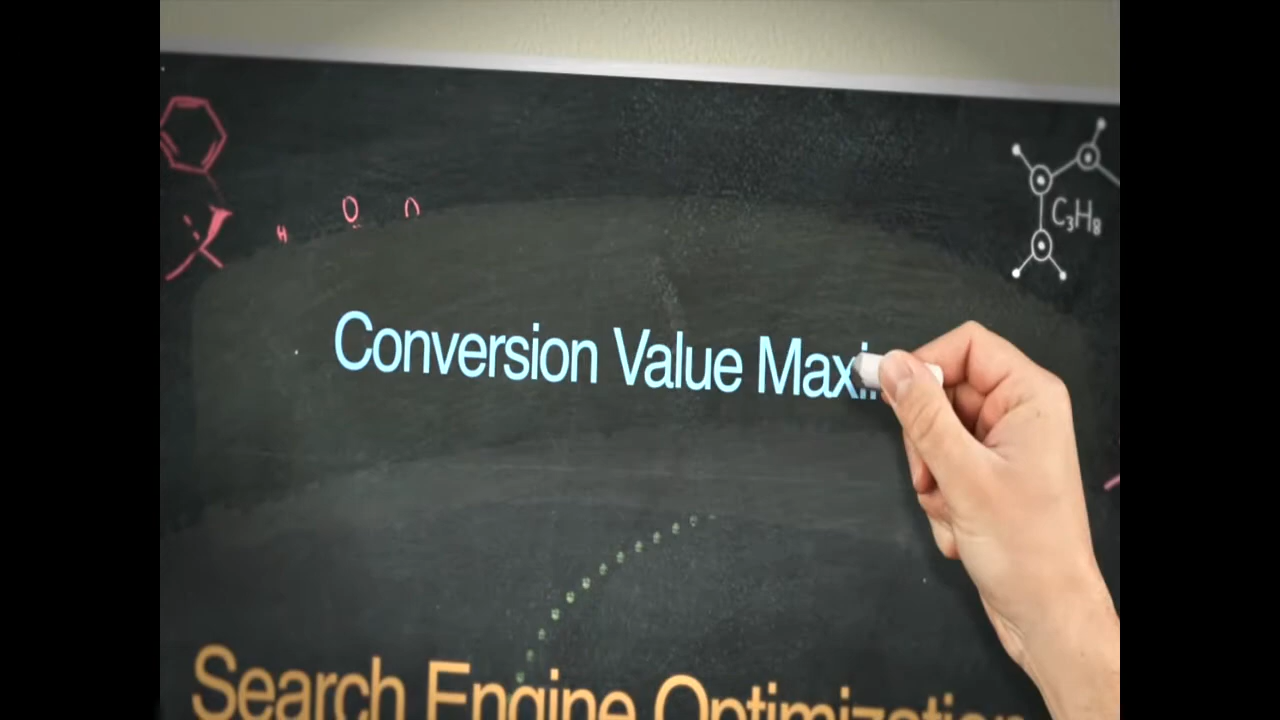 H O
C₃H₈
Conversion Value Maxi
Search Engine Optimization